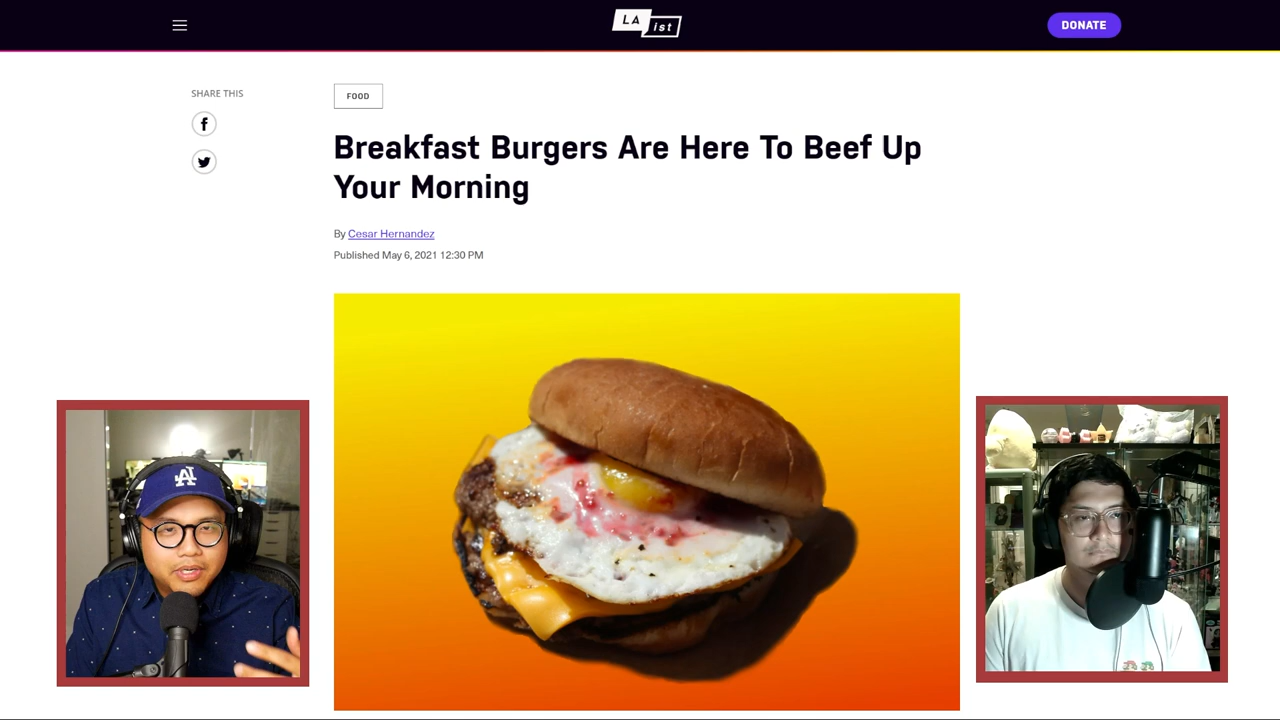 LA
ist
DONATE
SHARE THIS
FOOD
Breakfast Burgers Are Here To Beef Up
Your Morning
By Cesar Hernandez
Published May 6, 2021 12:30 PM
LA